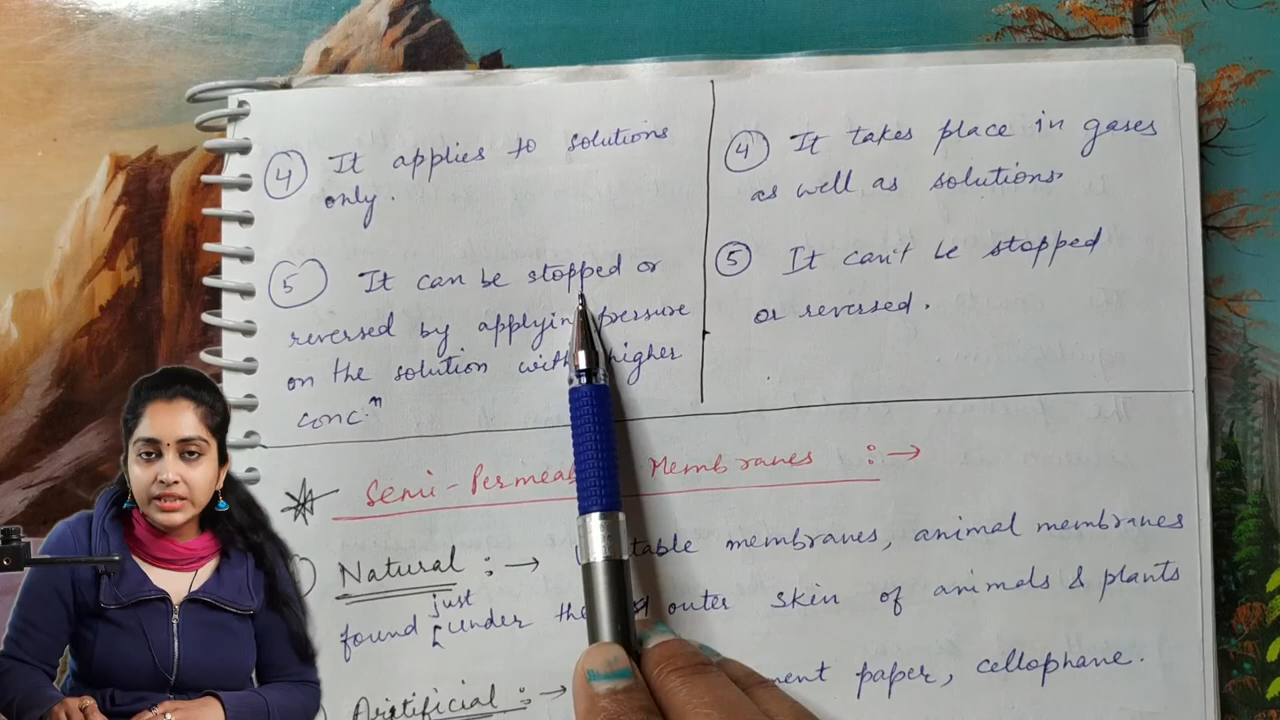 ④ It applies to solutions
only.
⑤ It can be stopped or
reversed by applying pressure
on the solution with higher
concⁿ
④ It takes place in gases
as well as solutions.
⑤ It can't be stopped
or reversed.
Semi-Permeab Membranes :→
Natural :→ table membranes, animal membranes
just
found under the outer skin of animals & plants
Artificial :→ ment paper, cellophane.